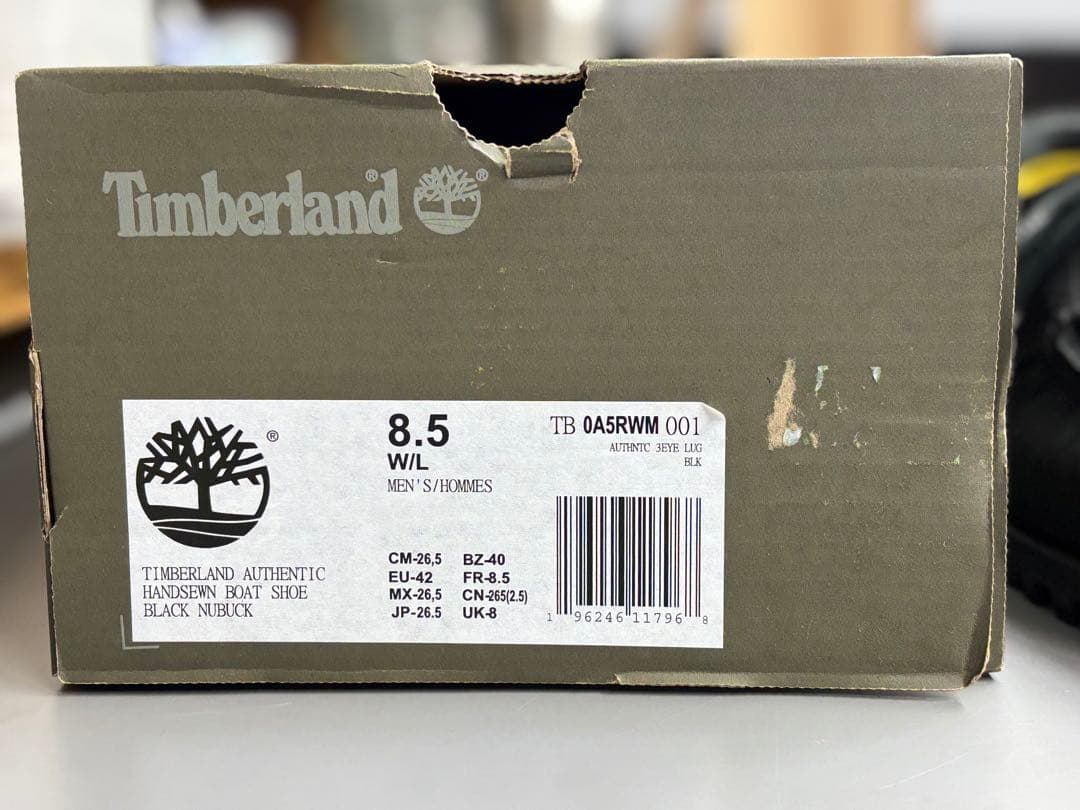 Timberland® ®
®
8.5
W/L
MEN'S/HOMMES
TB 0A5RWM 001
AUTHNTC 3EYE LUG
BLK
TIMBERLAND AUTHENTIC
HANDSEWN BOAT SHOE
BLACK NUBUCK
CM-26,5 BZ-40
EU-42 FR-8.5
MX-26,5 CN-265(2.5)
JP-26.5 UK-8
1 96246 11796 8